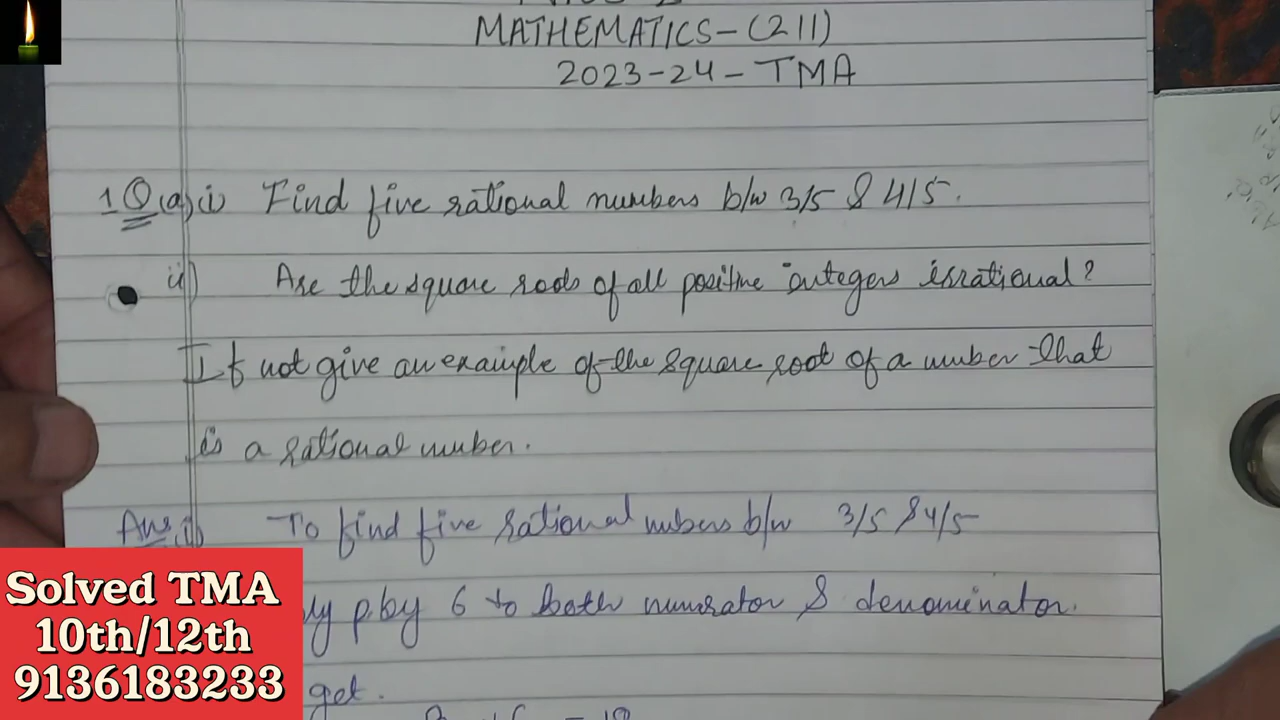 MATHEMATICS-(211)
2023-24-TMA
1Q(a)(i) Find five rational numbers b/w 3/5 & 4/5.
ii) Are the square roots of all positive integers irrational?
If not give an example of the square root of a number that
is a rational number.
Ans(i) To find five rational numbers b/w 3/5 & 4/5
by 6 to both numerator & denominator.
get.
Solved TMA
10th/12th
9136183233